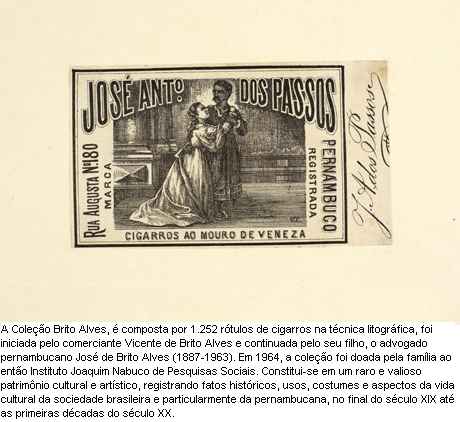 JOSÉ ANTº DOS PASSOS
RUA AUGUSTA Nº 180
MARCA
REGISTRADA
PERNAMBUCO
CIGARROS AO MOURO DE VENEZA
J. A. dos Passos
A Coleção Brito Alves, é composta por 1.252 rótulos de cigarros na técnica litográfica, foi
iniciada pelo comerciante Vicente de Brito Alves e continuada pelo seu filho, o advogado
pernambucano José de Brito Alves (1887-1963). Em 1964, a coleção foi doada pela família ao
então Instituto Joaquim Nabuco de Pesquisas Sociais. Constitui-se em um raro e valioso
patrimônio cultural e artístico, registrando fatos históricos, usos, costumes e aspectos da vida
cultural da sociedade brasileira e particularmente da pernambucana, no final do século XIX até
as primeiras décadas do século XX.